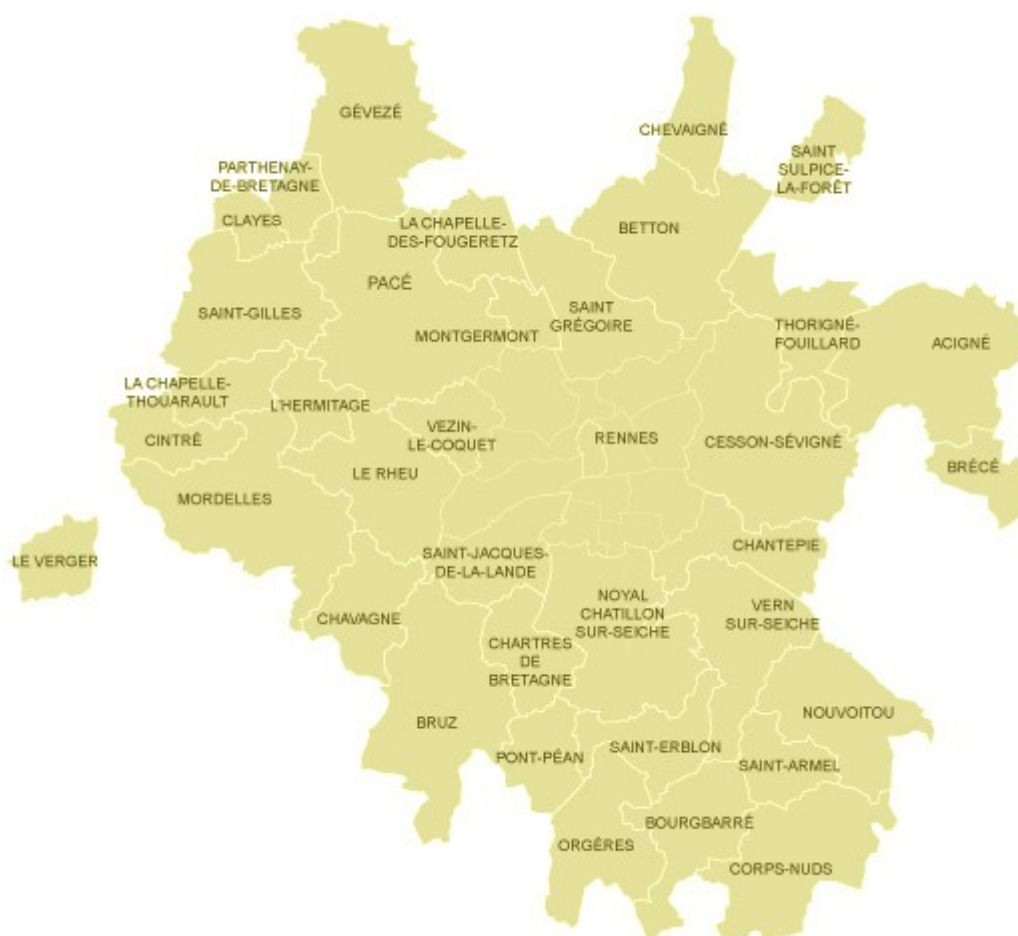 GÉVEZÉ
CHEVAIGNÉ
SAINT
SULPICE-
LA-FORÊT
PARTHENAY-
DE-BRETAGNE
CLAYES
LA CHAPELLE-
DES-FOUGERETZ
BETTON
PACÉ
SAINT-GILLES
MONTGERMONT
SAINT
GRÉGOIRE
THORIGNÉ-
FOUILLARD
ACIGNÉ
LA CHAPELLE-
THOUARAULT
L'HERMITAGE
CINTRÉ
VEZIN-
LE-COQUET
RENNES
CESSON-SÉVIGNÉ
BRÉCÉ
LE RHEU
MORDELLES
LE VERGER
SAINT-JACQUES-
DE-LA-LANDE
CHANTEPIE
CHAVAGNE
NOYAL
CHATILLON
SUR-SEICHE
VERN
SUR-SEICHE
CHARTRES
DE
BRETAGNE
BRUZ
NOUVOITOU
PONT-PÉAN
SAINT-ERBLON
SAINT-ARMEL
ORGÈRES
BOURGBARRÉ
CORPS-NUDS